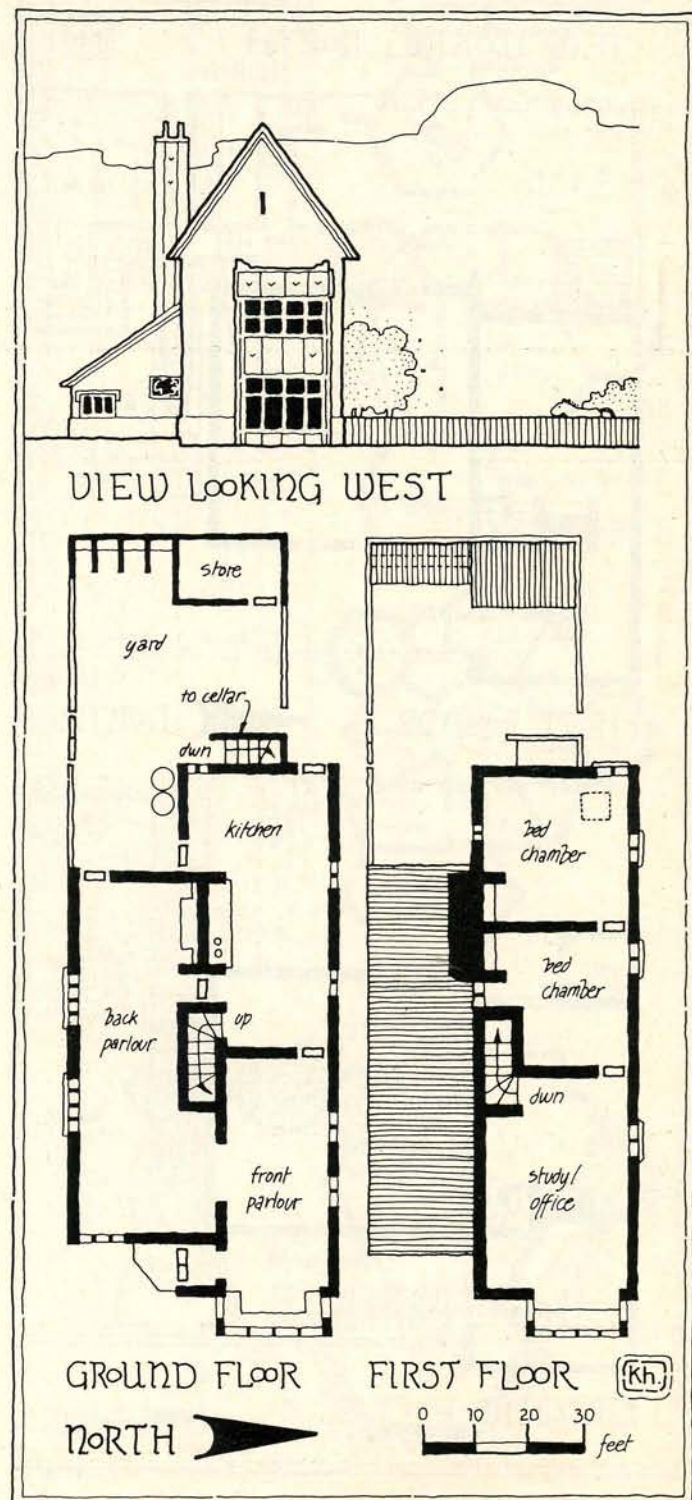 VIEW LOOKING WEST
store
yard
to cellar
dwn
kitchen
up
back
parlour
front
parlour
bed
chamber
bed
chamber
dwn
study/
office
GROUND FLOOR
FIRST FLOOR
Kh.
NORTH
0 10 20 30
feet